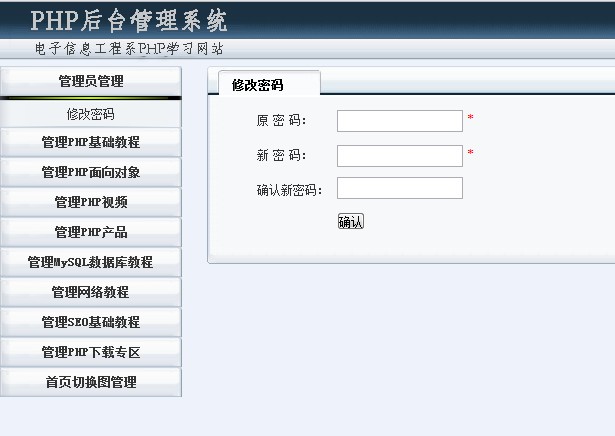 PHP后台管理系统
电子信息工程系PHP学习网站
管理员管理
修改密码
管理PHP基础教程
管理PHP面向对象
管理PHP视频
管理PHP产品
管理MySQL数据库教程
管理网络教程
管理SEO基础教程
管理PHP下载专区
首页切换图管理
修改密码
原 密 码： *
新 密 码： *
确认新密码：
确认